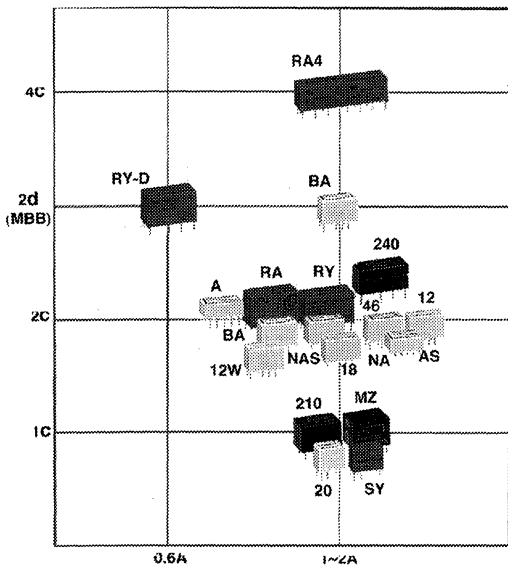 RA4
4C
RY-D
BA
2d
(MBB)
240
A
RA
RY
46
12
2C
BA
12W
NAS
18
NA
AS
210
MZ
1C
20
SY
0.6A
1~2A